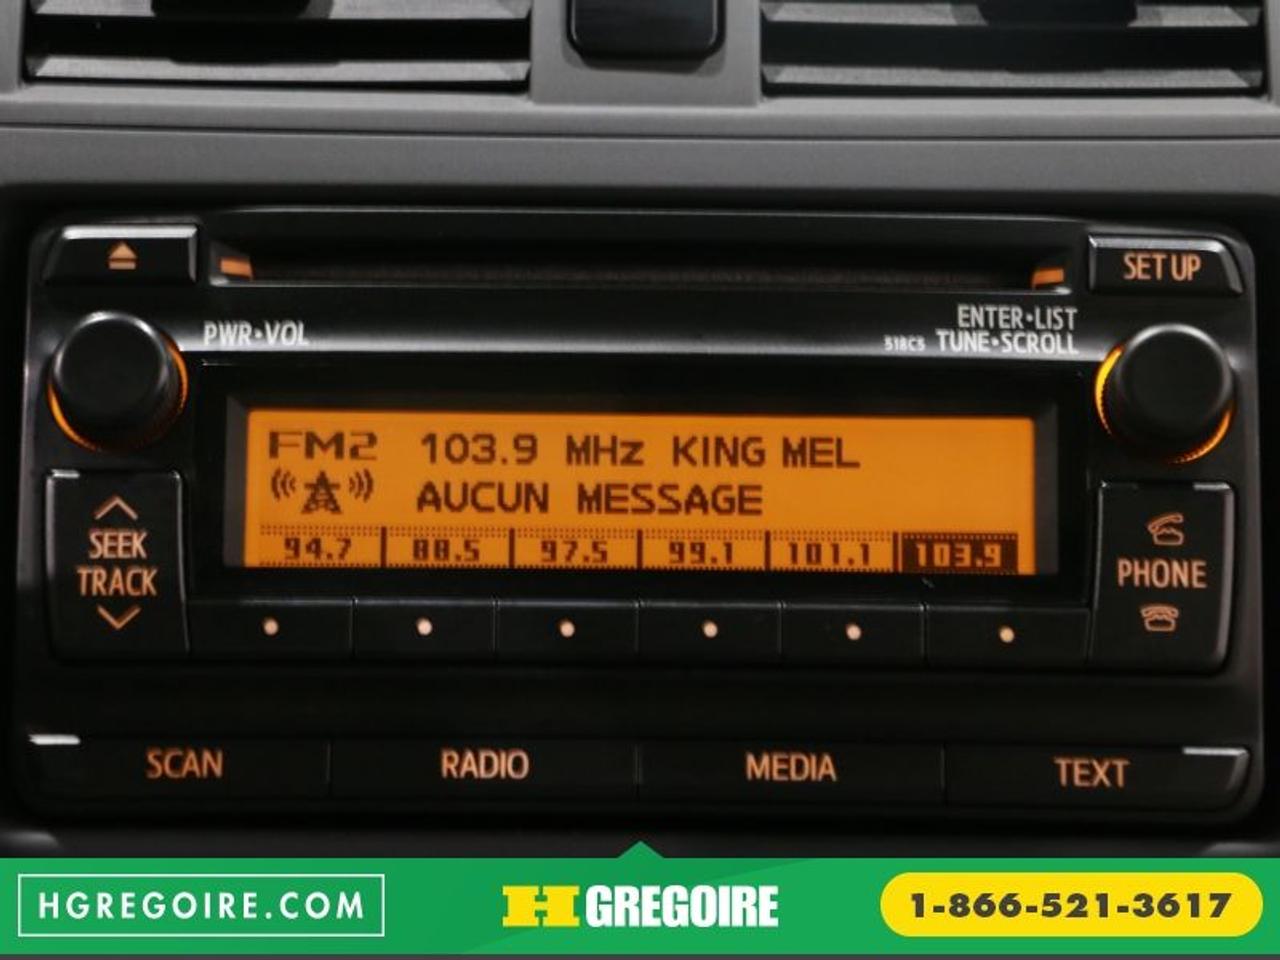 SET UP
PWR•VOL
ENTER•LIST
518C3 TUNE•SCROLL
FM2 103.9 MHz KING MEL
AUCUN MESSAGE
94.7 88.5 97.5 99.1 101.1 103.9
SEEK
TRACK
PHONE
SCAN RADIO MEDIA TEXT
HGREGOIRE.COM H GREGOIRE 1-866-521-3617